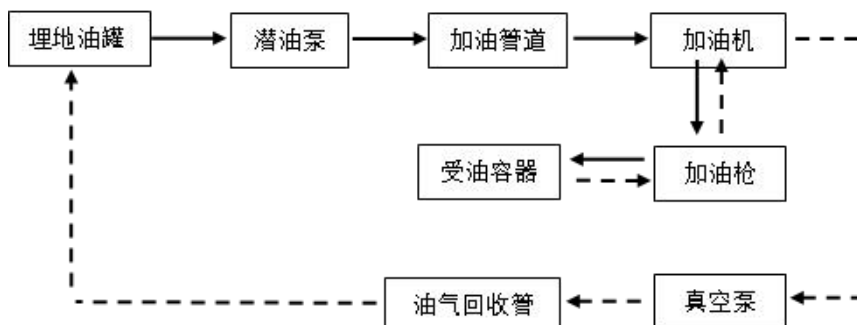 埋地油罐
潜油泵
加油管道
加油机
受油容器
加油枪
油气回收管
真空泵